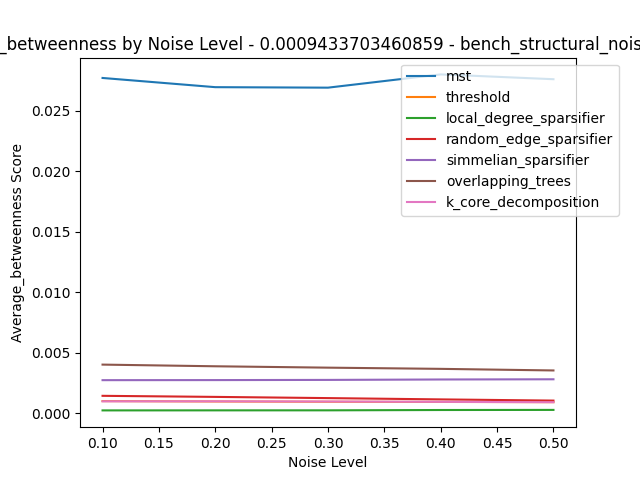 _betweenness by Noise Level - 0.0009433703460859 - bench_structural_nois
mst
threshold
local_degree_sparsifier
random_edge_sparsifier
simmelian_sparsifier
overlapping_trees
k_core_decomposition
Average_betweenness Score
0.025
0.020
0.015
0.010
0.005
0.000
0.10 0.15 0.20 0.25 0.30 0.35 0.40 0.45 0.50
Noise Level